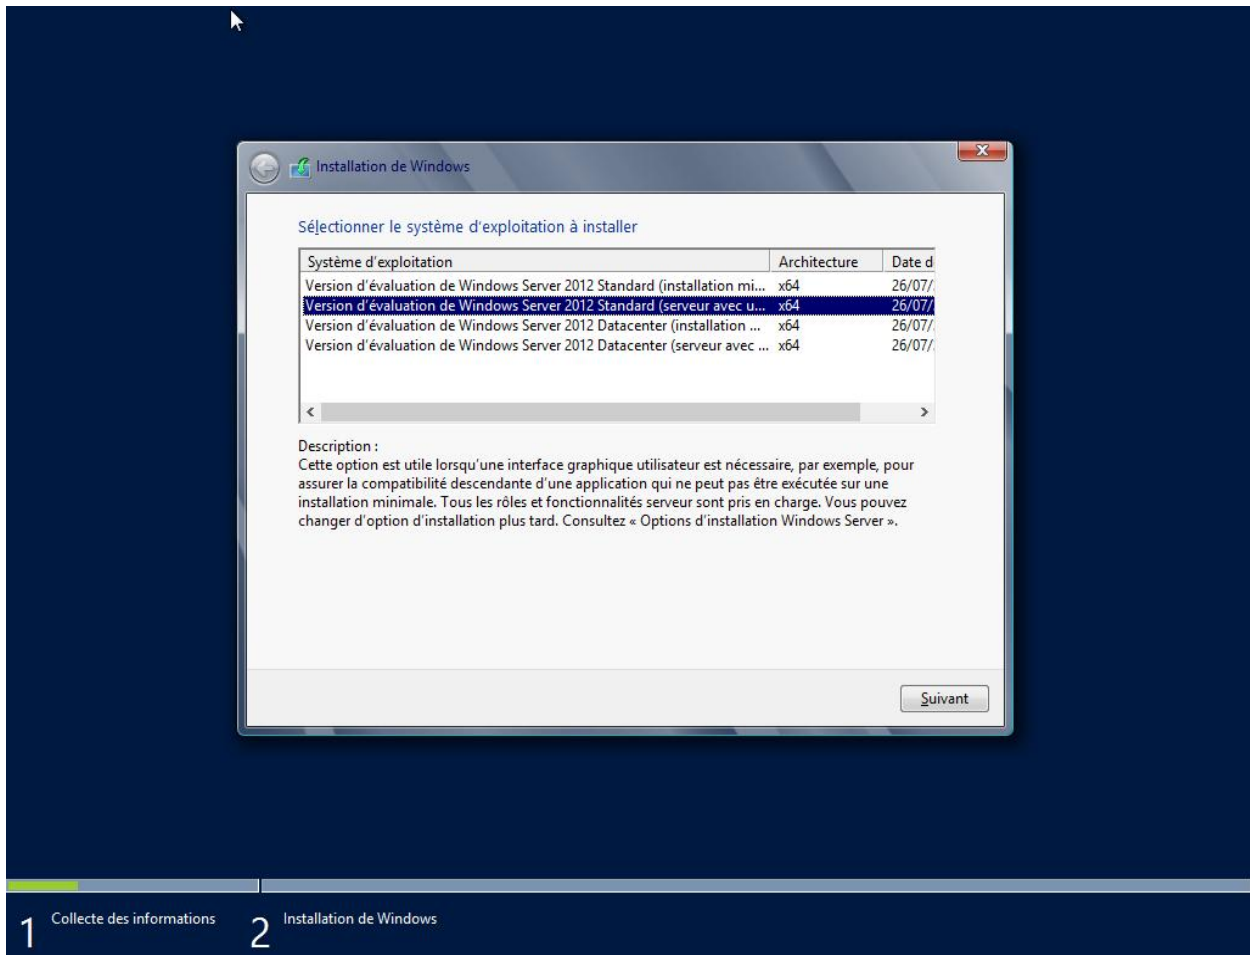 Installation de Windows
Sélectionner le système d'exploitation à installer
Système d'exploitation Architecture Date d
Version d'évaluation de Windows Server 2012 Standard (installation mi... x64 26/07/
Version d'évaluation de Windows Server 2012 Standard (serveur avec u... x64 26/07/
Version d'évaluation de Windows Server 2012 Datacenter (installation ... x64 26/07/
Version d'évaluation de Windows Server 2012 Datacenter (serveur avec ... x64 26/07/
Description :
Cette option est utile lorsqu'une interface graphique utilisateur est nécessaire, par exemple, pour
assurer la compatibilité descendante d'une application qui ne peut pas être exécutée sur une
installation minimale. Tous les rôles et fonctionnalités serveur sont pris en charge. Vous pouvez
changer d'option d'installation plus tard. Consultez « Options d'installation Windows Server ».
Suivant
1 Collecte des informations 2 Installation de Windows